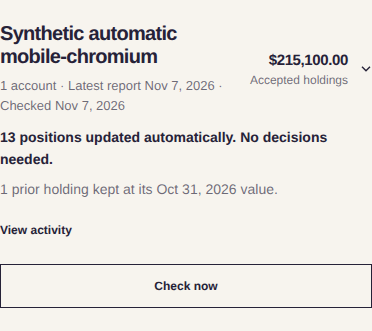 Synthetic automatic
mobile-chromium
$215,100.00
Accepted holdings
1 account · Latest report Nov 7, 2026 ·
Checked Nov 7, 2026
13 positions updated automatically. No decisions
needed.
1 prior holding kept at its Oct 31, 2026 value.
View activity
Check now